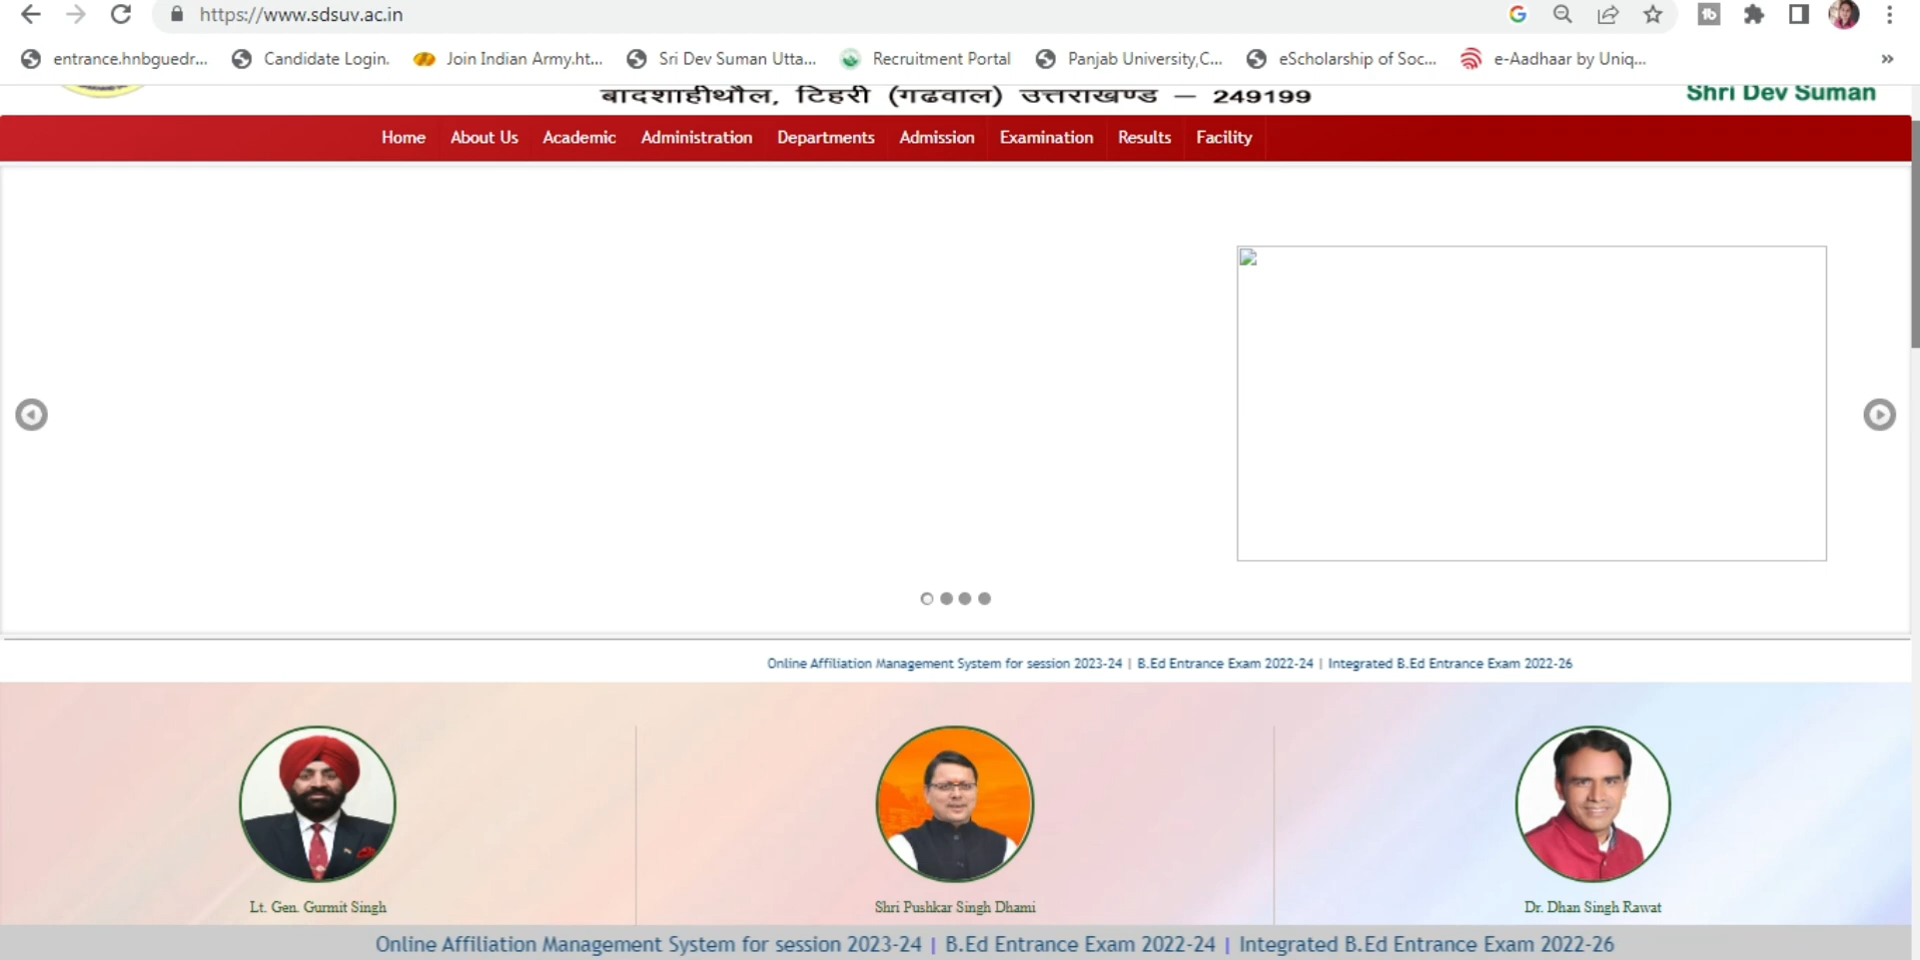 https://www.sdsuv.ac.in
entrance.hnbguedr... Candidate Login. Join Indian Army.ht... Sri Dev Suman Utta... Recruitment Portal Panjab University,C... eScholarship of Soc... e-Aadhaar by Uniq... »
बादशाहीथौल, टिहरी (गढवाल) उत्तराखण्ड – 249199
Shri Dev Suman
Home About Us Academic Administration Departments Admission Examination Results Facility
Online Affiliation Management System for session 2023-24 | B.Ed Entrance Exam 2022-24 | Integrated B.Ed Entrance Exam 2022-26
Lt. Gen. Gurmit Singh
Shri Pushkar Singh Dhami
Dr. Dhan Singh Rawat
Online Affiliation Management System for session 2023-24 | B.Ed Entrance Exam 2022-24 | Integrated B.Ed Entrance Exam 2022-26